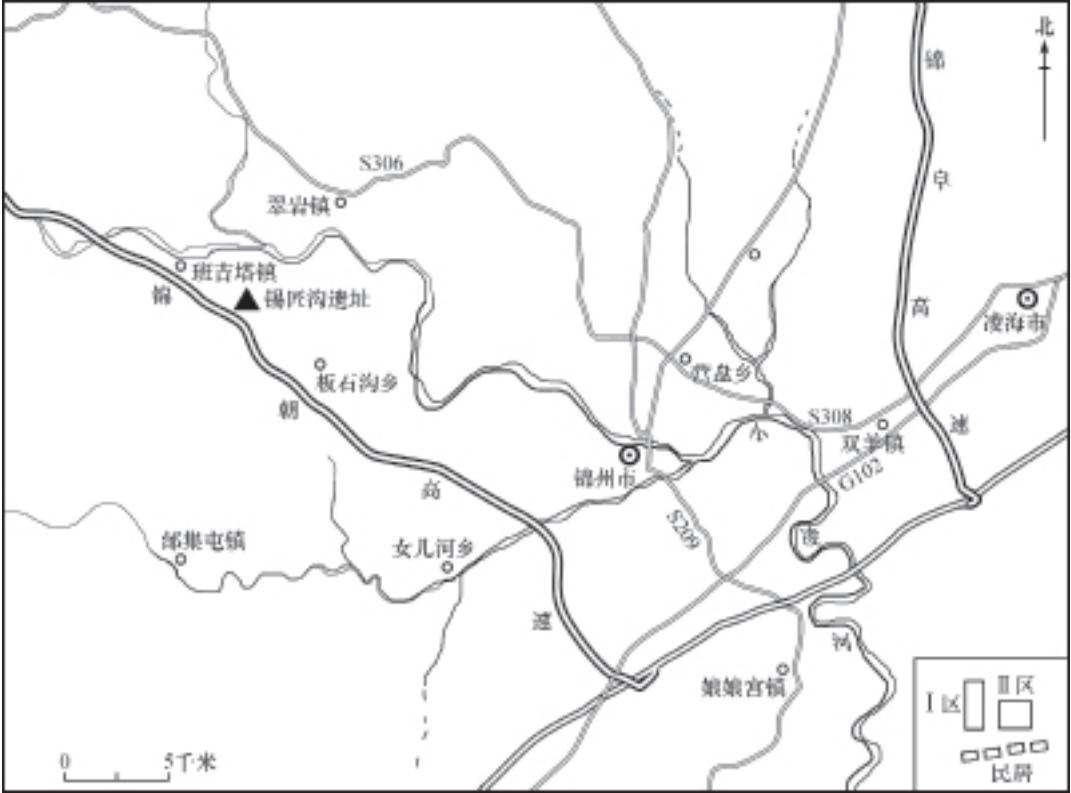 北
锦
阜
高
速
S306
翠岩镇
班吉塔镇
锡匠沟遗址
锦
朝
高
速
板石沟乡
凌海市
营盘乡
S308
双羊镇
G102
小
凌
河
锦州市
S209
邰集屯镇
女儿河乡
娘娘宫镇
Ⅰ区
Ⅱ区
民居
0
5千米